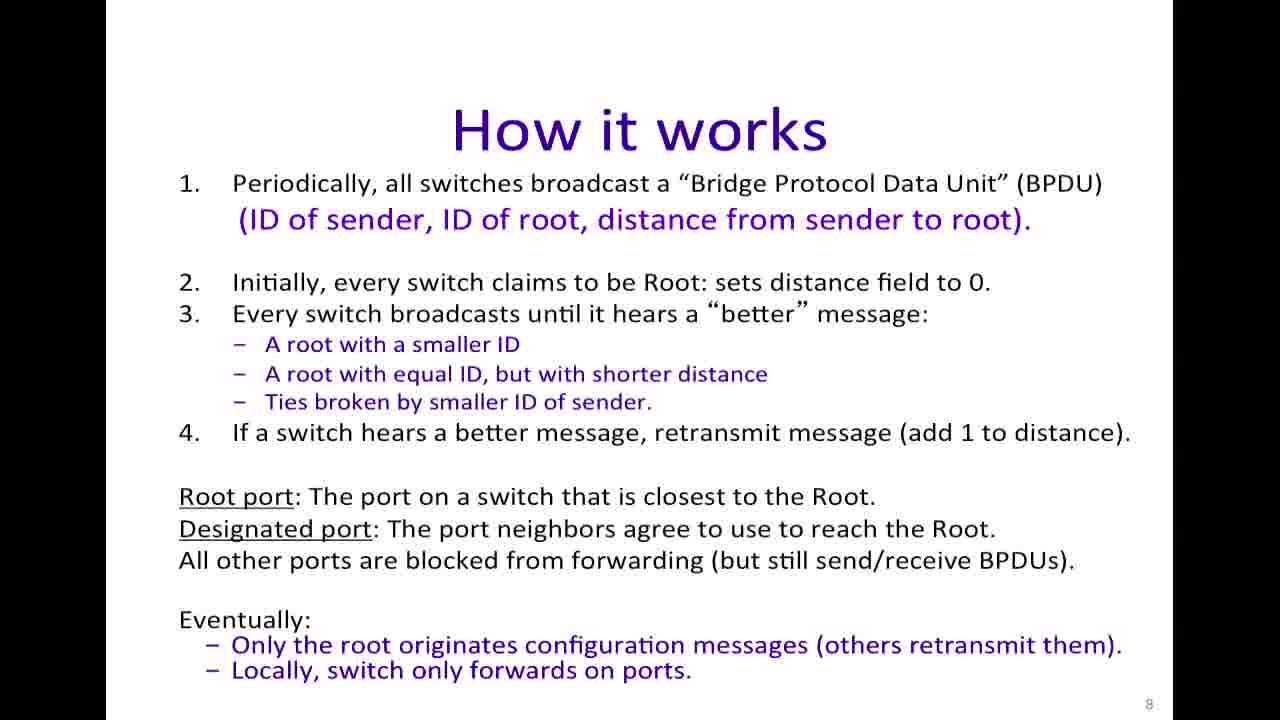 How it works
1. Periodically, all switches broadcast a “Bridge Protocol Data Unit” (BPDU)
(ID of sender, ID of root, distance from sender to root).
2. Initially, every switch claims to be Root: sets distance field to 0.
3. Every switch broadcasts until it hears a “better” message:
– A root with a smaller ID
– A root with equal ID, but with shorter distance
– Ties broken by smaller ID of sender.
4. If a switch hears a better message, retransmit message (add 1 to distance).
Root port: The port on a switch that is closest to the Root.
Designated port: The port neighbors agree to use to reach the Root.
All other ports are blocked from forwarding (but still send/receive BPDUs).
Eventually:
– Only the root originates configuration messages (others retransmit them).
– Locally, switch only forwards on ports.
8